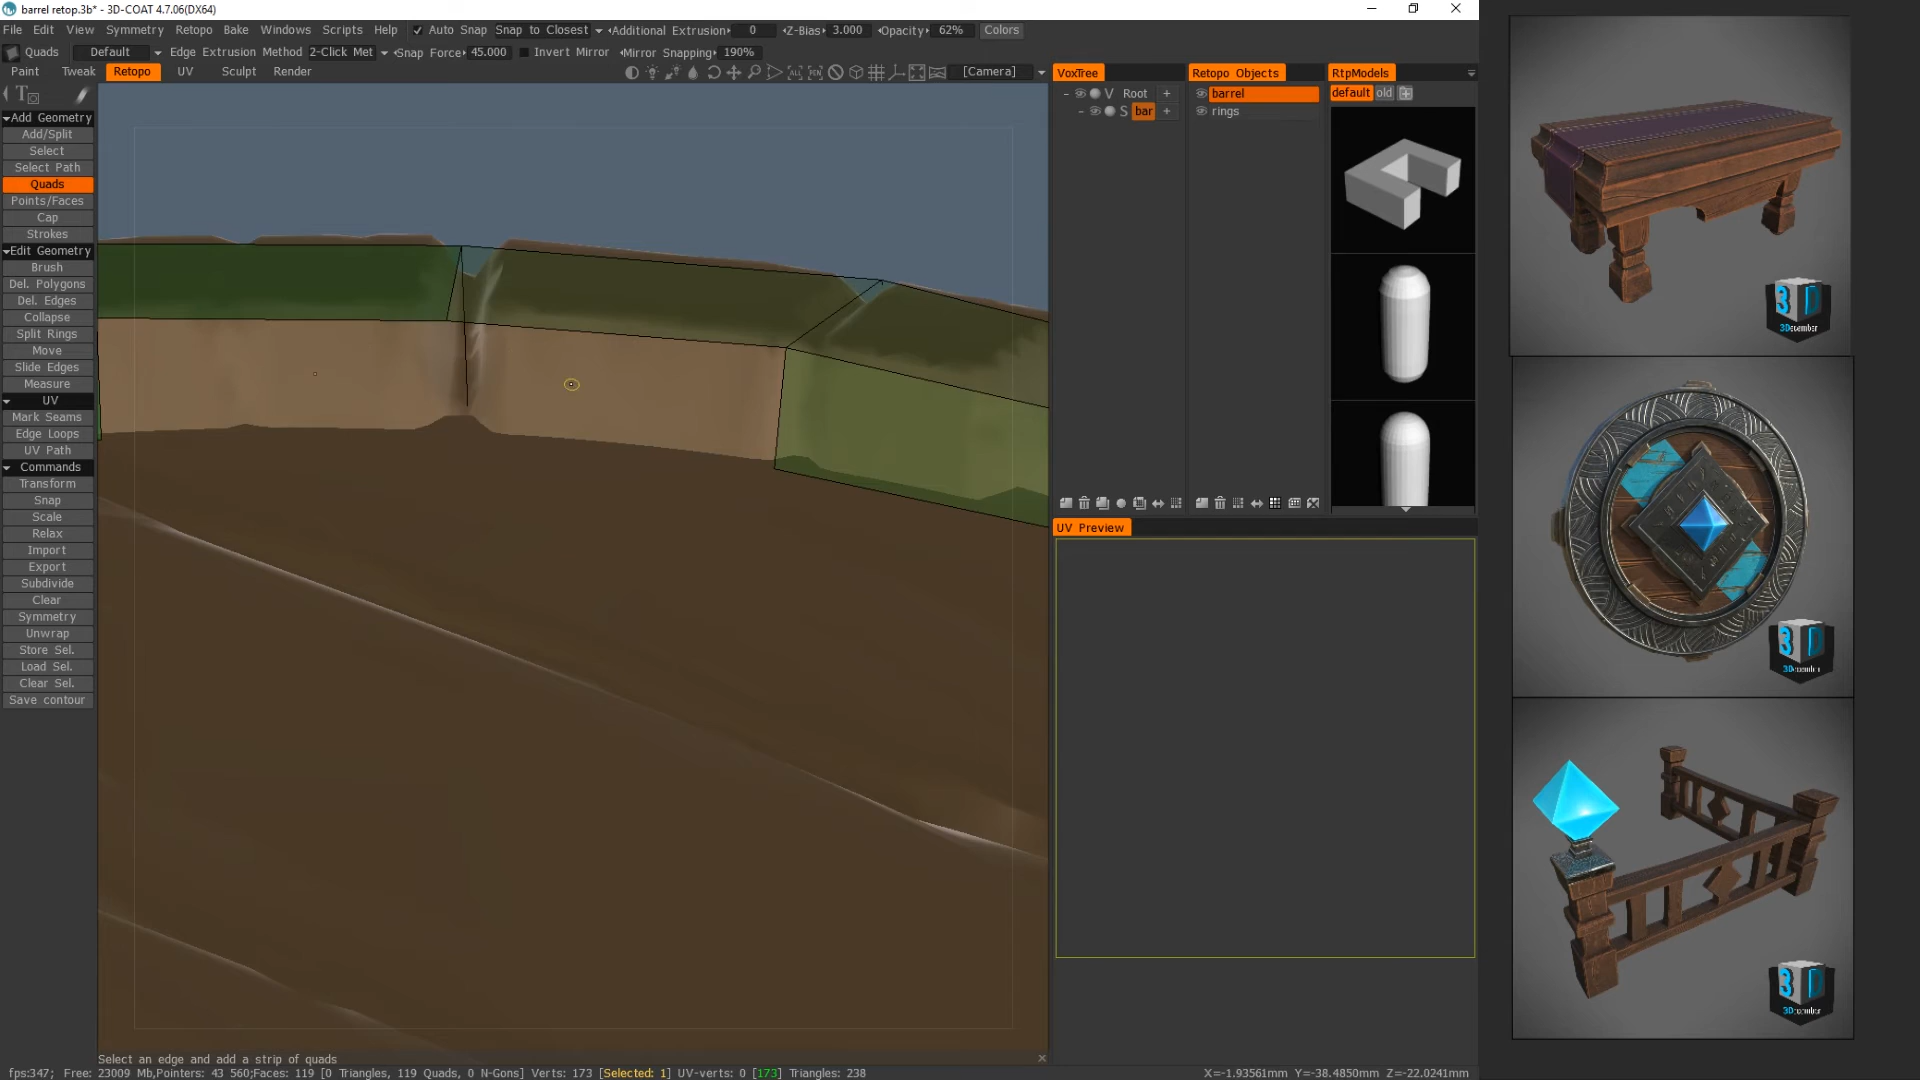 barrel retop.3b* - 3D-COAT 4.7.06(DX64)
File Edit View Symmetry Retopo Bake Windows Scripts Help Auto Snap Snap to Closest Additional Extrusion 0 Z-Bias 3.000 Opacity 62% Colors
Quads Default Edge Extrusion Method 2-Click Met Snap Force 45.000 Invert Mirror Mirror Snapping 190%
Paint Tweak Retopo UV Sculpt Render [Camera]
VoxTree Retopo Objects RtpModels
V Root + barrel default old
S bar + rings
Add Geometry
Add/Split
Select
Select Path
Quads
Points/Faces
Cap
Strokes
Edit Geometry
Brush
Del. Polygons
Del. Edges
Collapse
Split Rings
Move
Slide Edges
Measure
UV
Mark Seams
Edge Loops
UV Path
Commands
Transform
Snap
Scale
Relax
Import
Export
Subdivide
Clear
Symmetry
Unwrap
Store Sel.
Load Sel.
Clear Sel.
Save contour
UV Preview
3D
3December
3D
3December
3D
3December
Select an edge and add a strip of quads
fps:347; Free: 23009 Mb,Pointers: 43 560;Faces: 119 [0 Triangles, 119 Quads, 0 N-Gons] Verts: 173 [Selected: 1] UV-verts: 0 [173] Triangles: 238 X=-1.93561mm Y=-38.4850mm Z=-22.0241mm